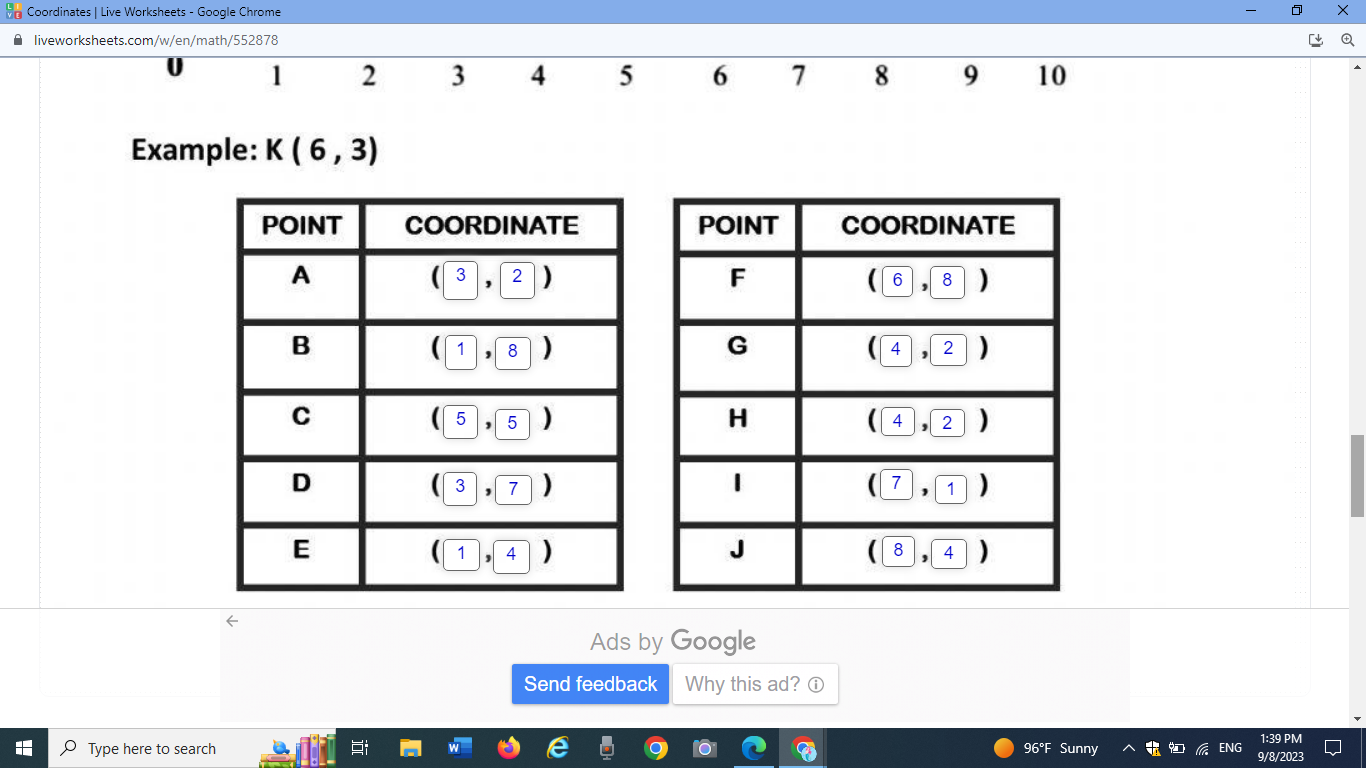 Coordinates | Live Worksheets - Google Chrome
liveworksheets.com/w/en/math/552878
0 1 2 3 4 5 6 7 8 9 10
Example: K ( 6 , 3)
POINT COORDINATE
A ( 3 , 2 )
B ( 1 , 8 )
C ( 5 , 5 )
D ( 3 , 7 )
E ( 1 , 4 )
POINT COORDINATE
F ( 6 , 8 )
G ( 4 , 2 )
H ( 4 , 2 )
I ( 7 , 1 )
J ( 8 , 4 )
Ads by Google
Send feedback Why this ad?
Type here to search
96°F Sunny
ENG
1:39 PM
9/8/2023